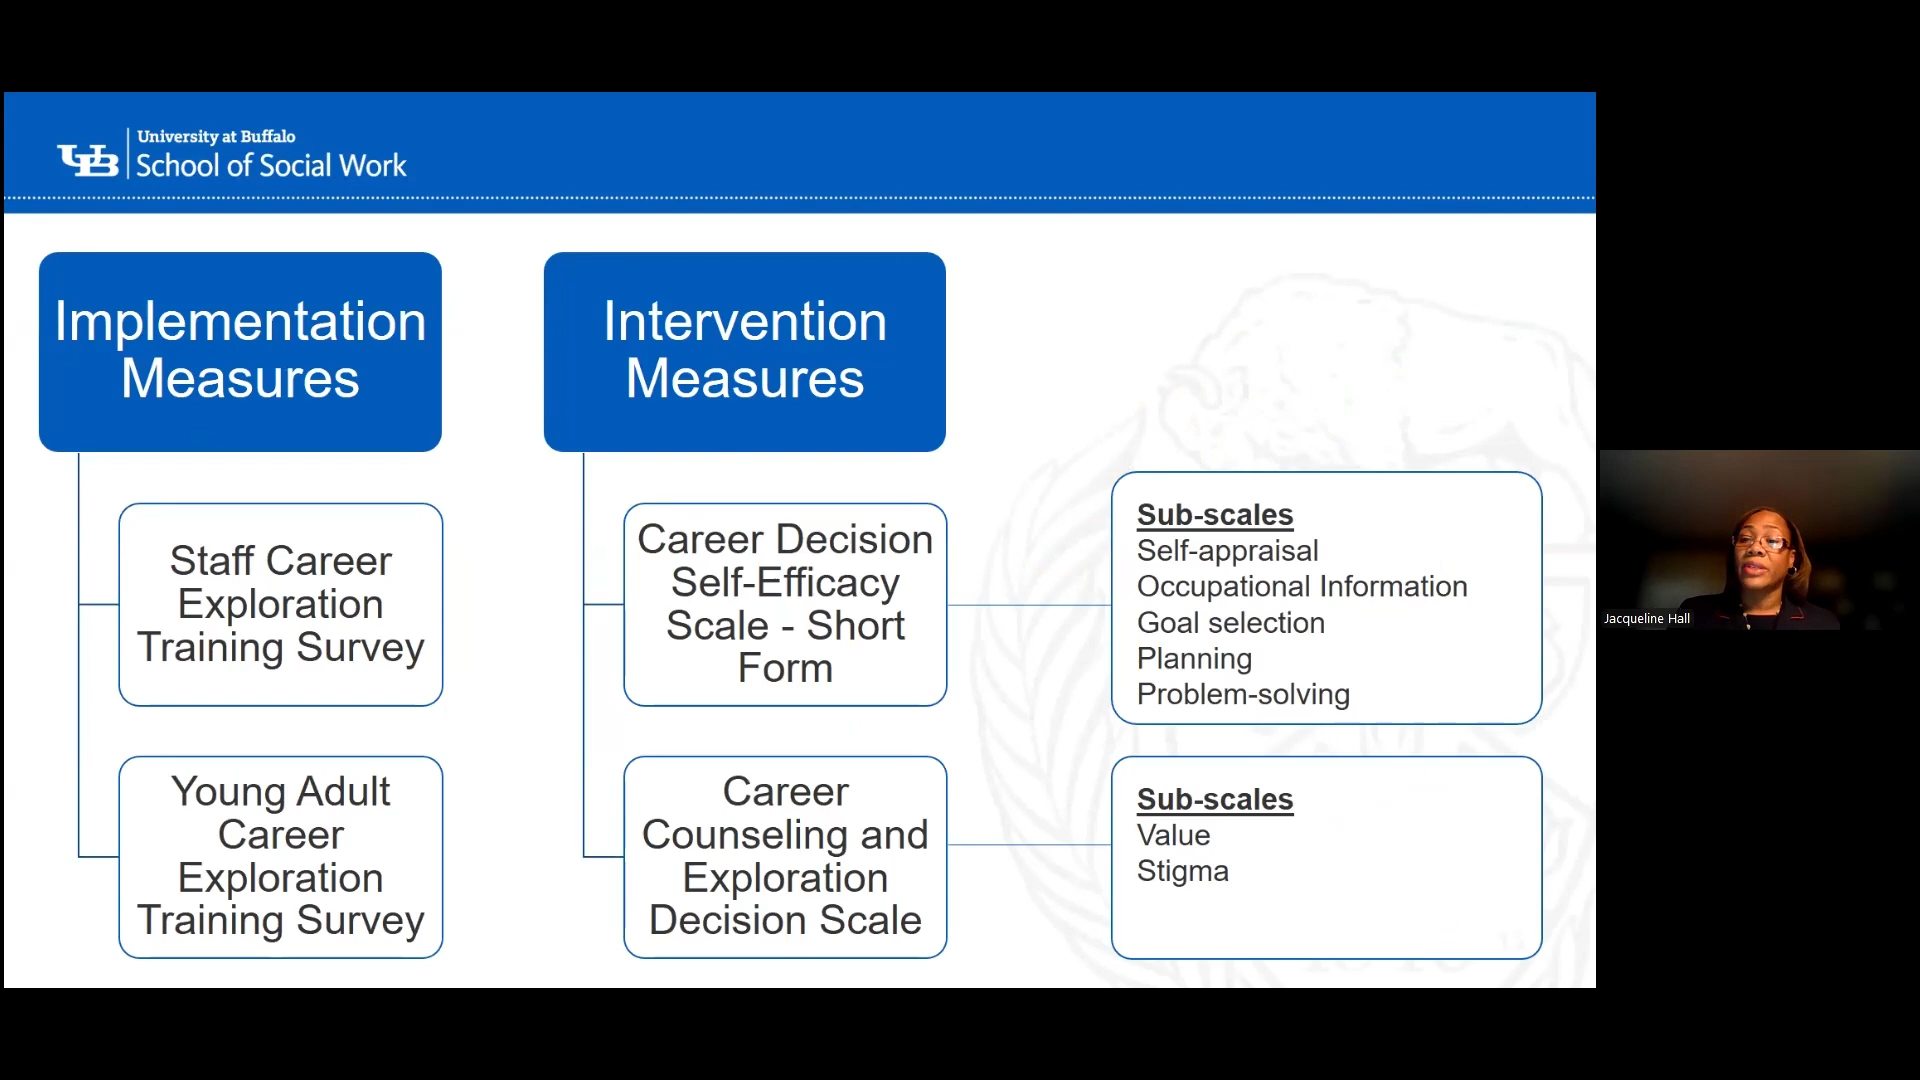 University at Buffalo
School of Social Work
Implementation
Measures
Staff Career
Exploration
Training Survey
Young Adult
Career
Exploration
Training Survey
Intervention
Measures
Career Decision
Self-Efficacy
Scale - Short
Form
Career
Counseling and
Exploration
Decision Scale
Sub-scales
Self-appraisal
Occupational Information
Goal selection
Planning
Problem-solving
Sub-scales
Value
Stigma
Jacqueline Hall